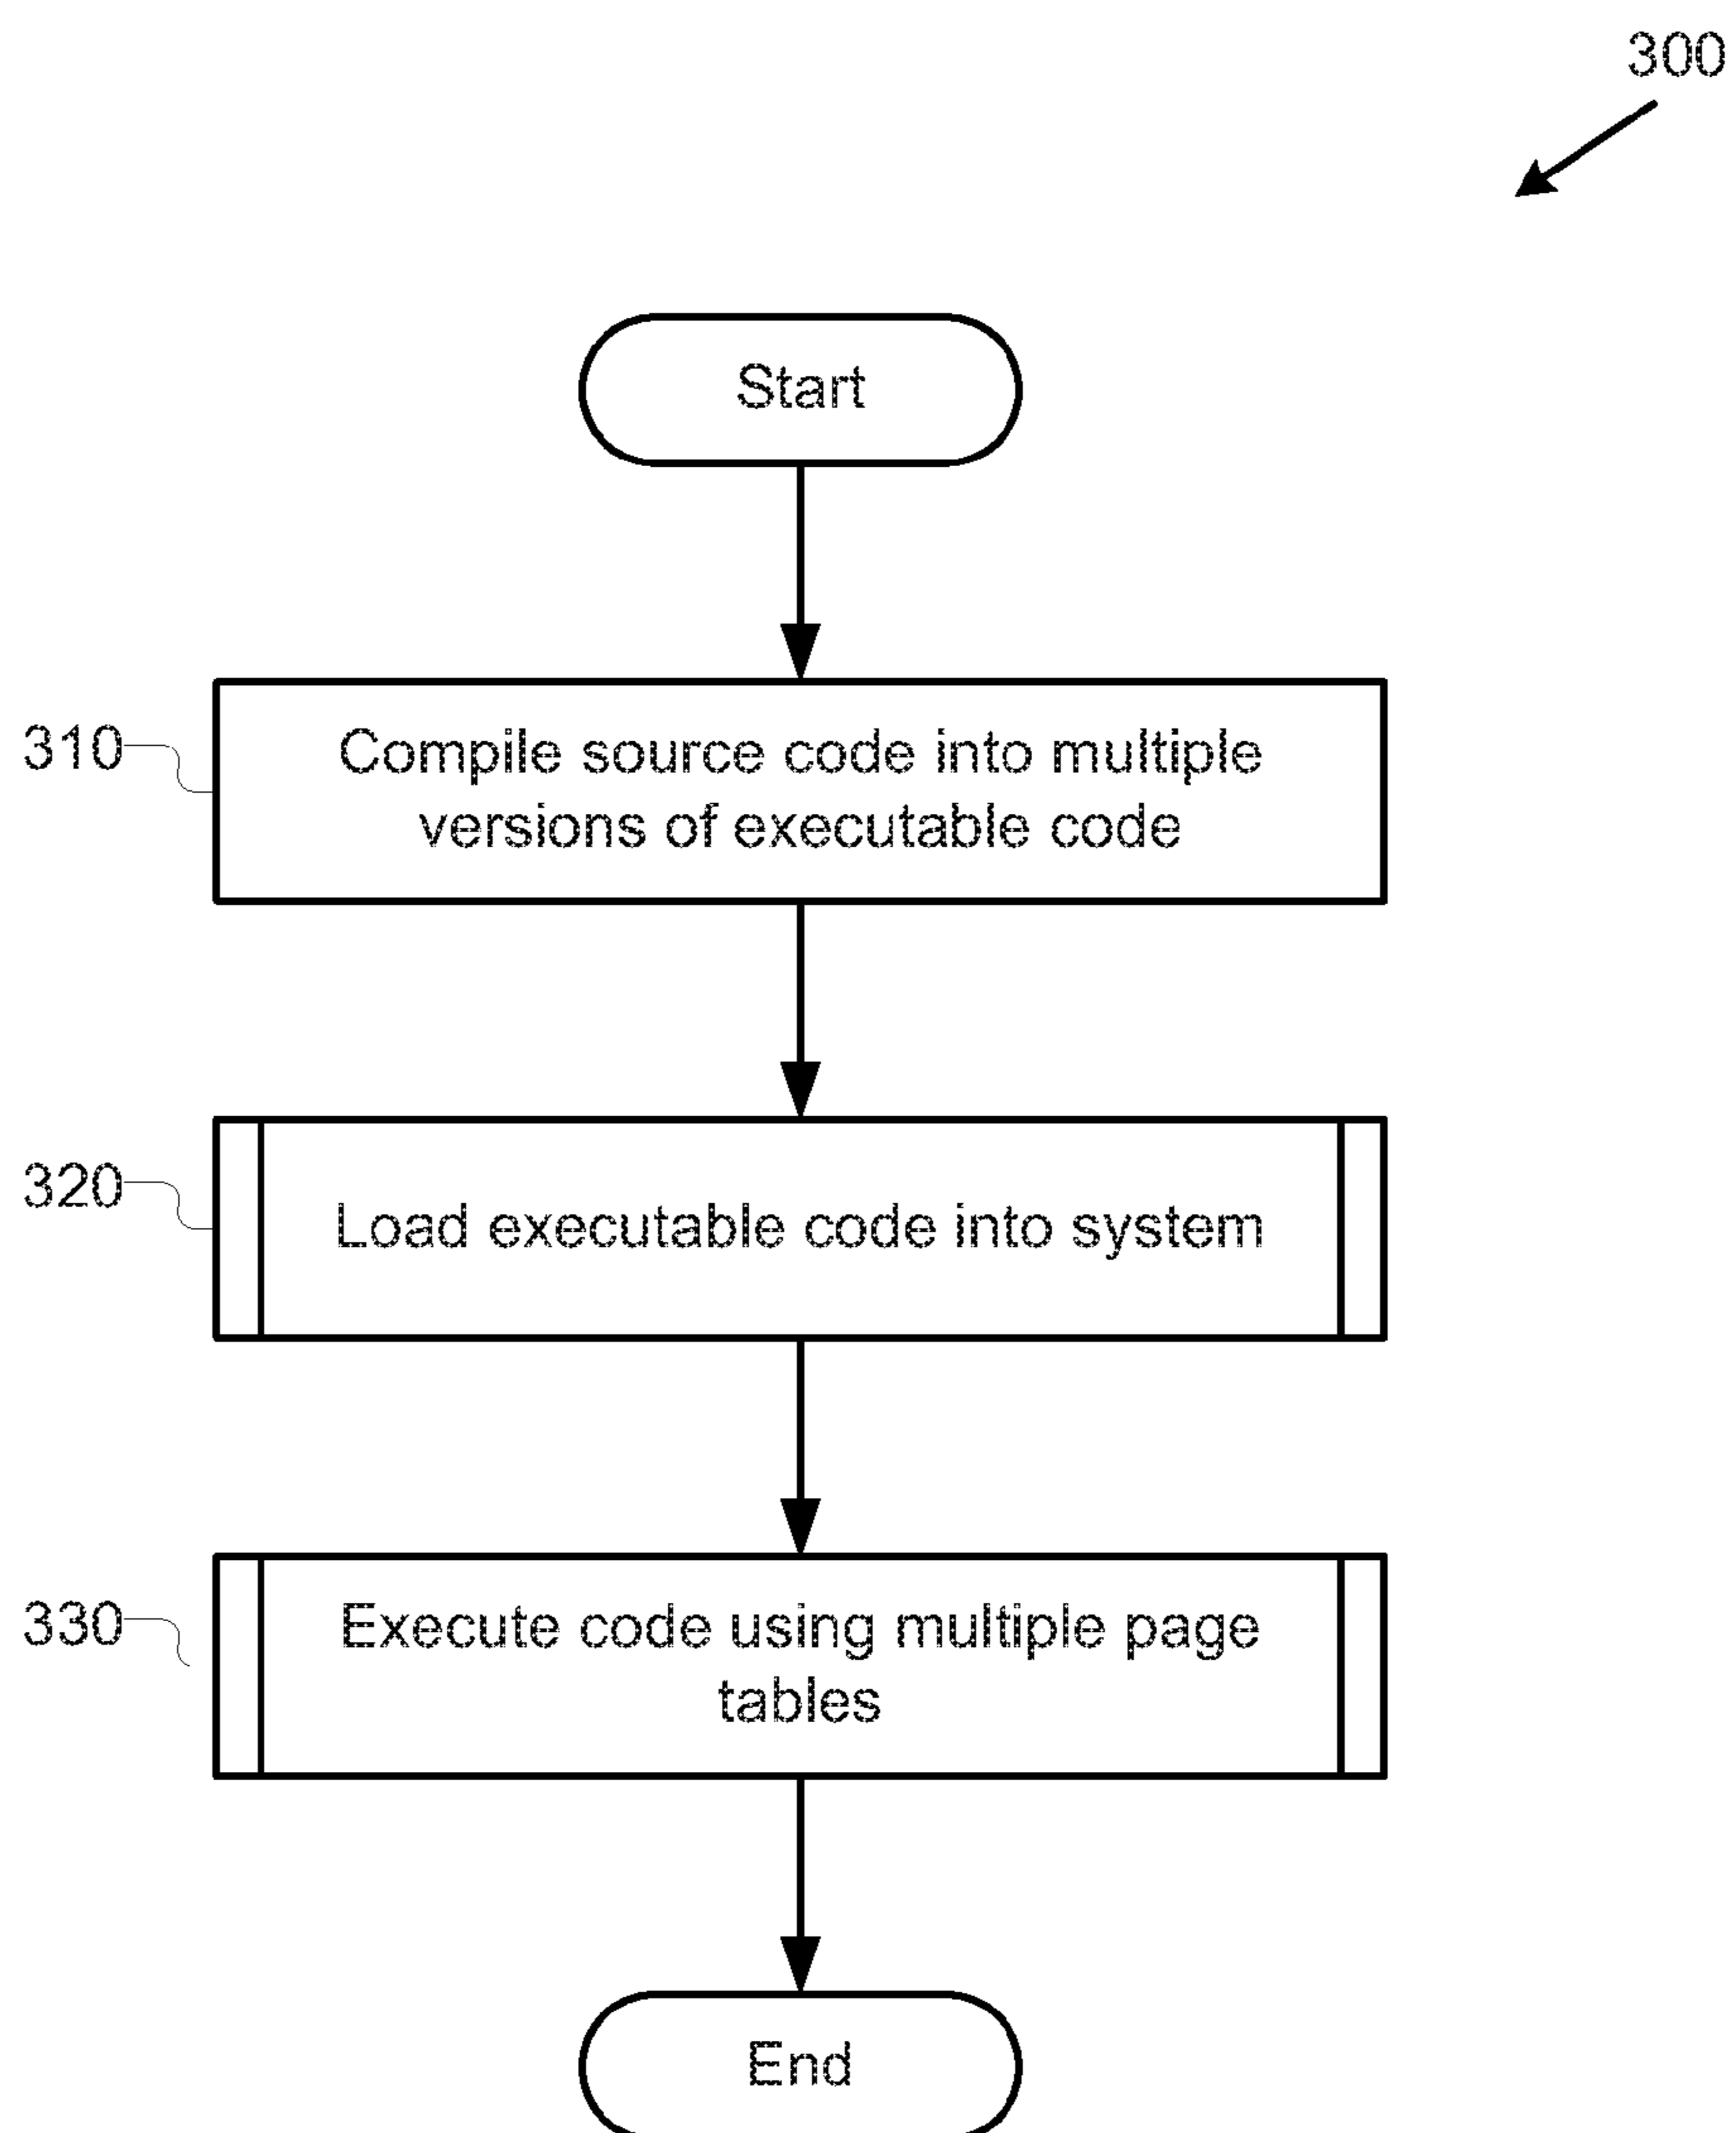 300
Start
310
Compile source code into multiple
versions of executable code
320
Load executable code into system
330
Execute code using multiple page
tables
End